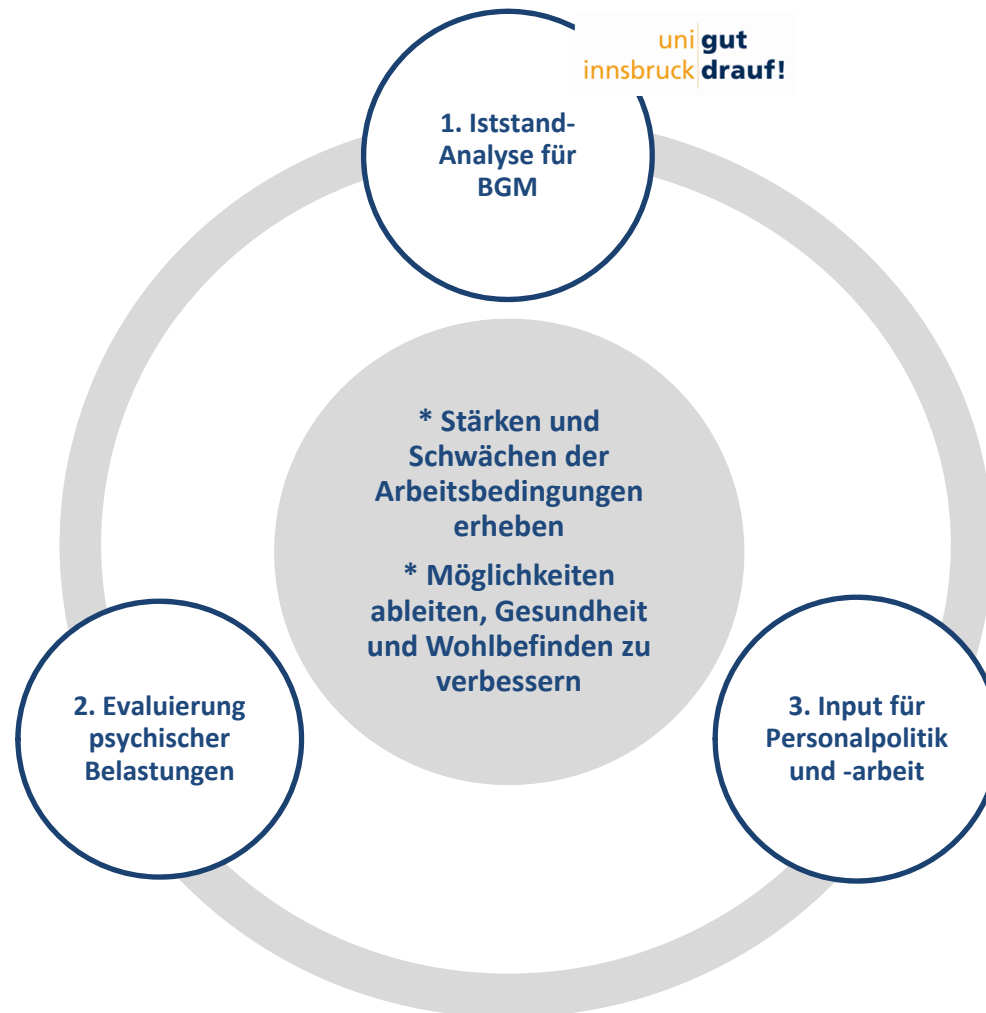 uni gut
innsbruck drauf!
1. Iststand-
Analyse für
BGM
* Stärken und
Schwächen der
Arbeitsbedingungen
erheben
* Möglichkeiten
ableiten, Gesundheit
und Wohlbefinden zu
verbessern
2. Evaluierung
psychischer
Belastungen
3. Input für
Personalpolitik
und -arbeit